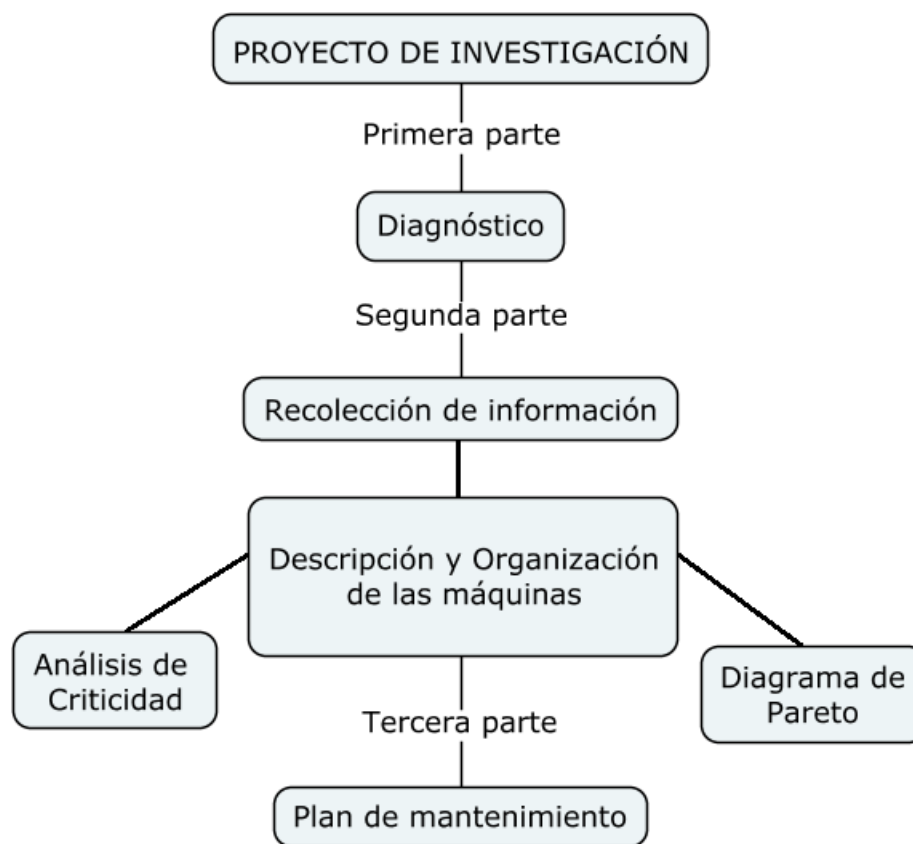 PROYECTO DE INVESTIGACIÓN
Primera parte
Diagnóstico
Segunda parte
Recolección de información
Descripción y Organización
de las máquinas
Análisis de
Criticidad
Diagrama de
Pareto
Tercera parte
Plan de mantenimiento